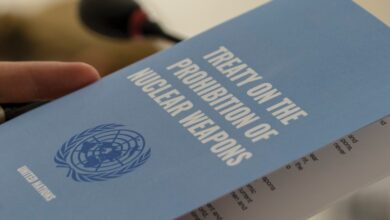 TREATY ON THE
PROHIBITION OF
NUCLEAR WEAPONS
UNITED NATIONS